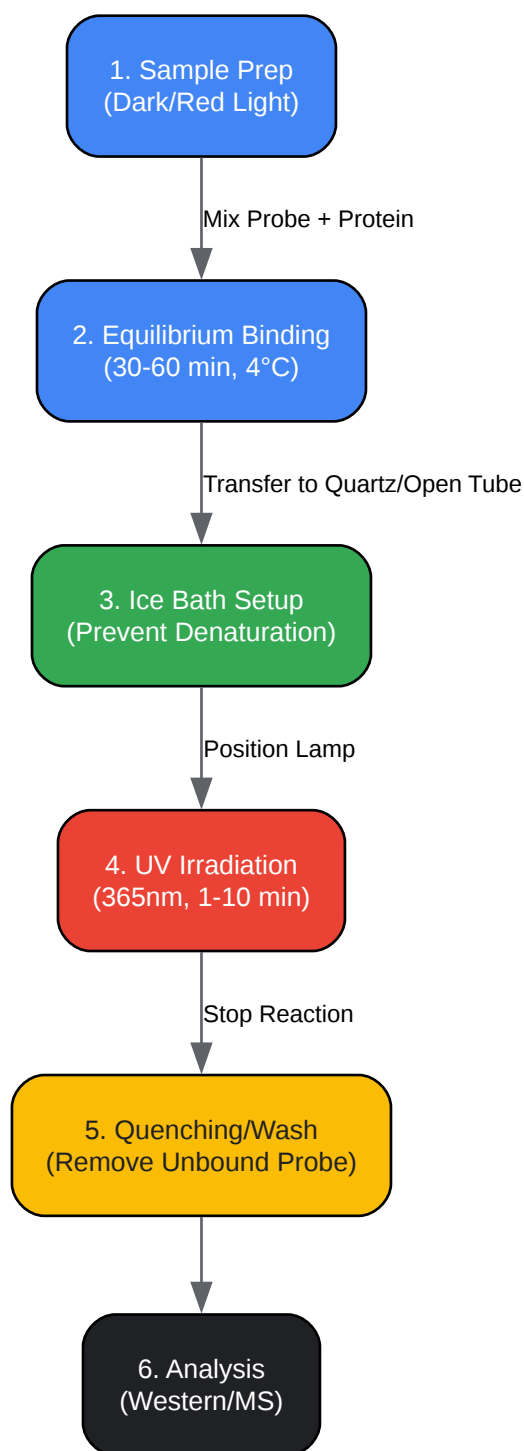 1. Sample Prep
(Dark/Red Light)
Mix Probe + Protein
2. Equilibrium Binding
(30-60 min, 4°C)
Transfer to Quartz/Open Tube
3. Ice Bath Setup
(Prevent Denaturation)
Position Lamp
4. UV Irradiation
(365nm, 1-10 min)
Stop Reaction
5. Quenching/Wash
(Remove Unbound Probe)
6. Analysis
(Western/MS)